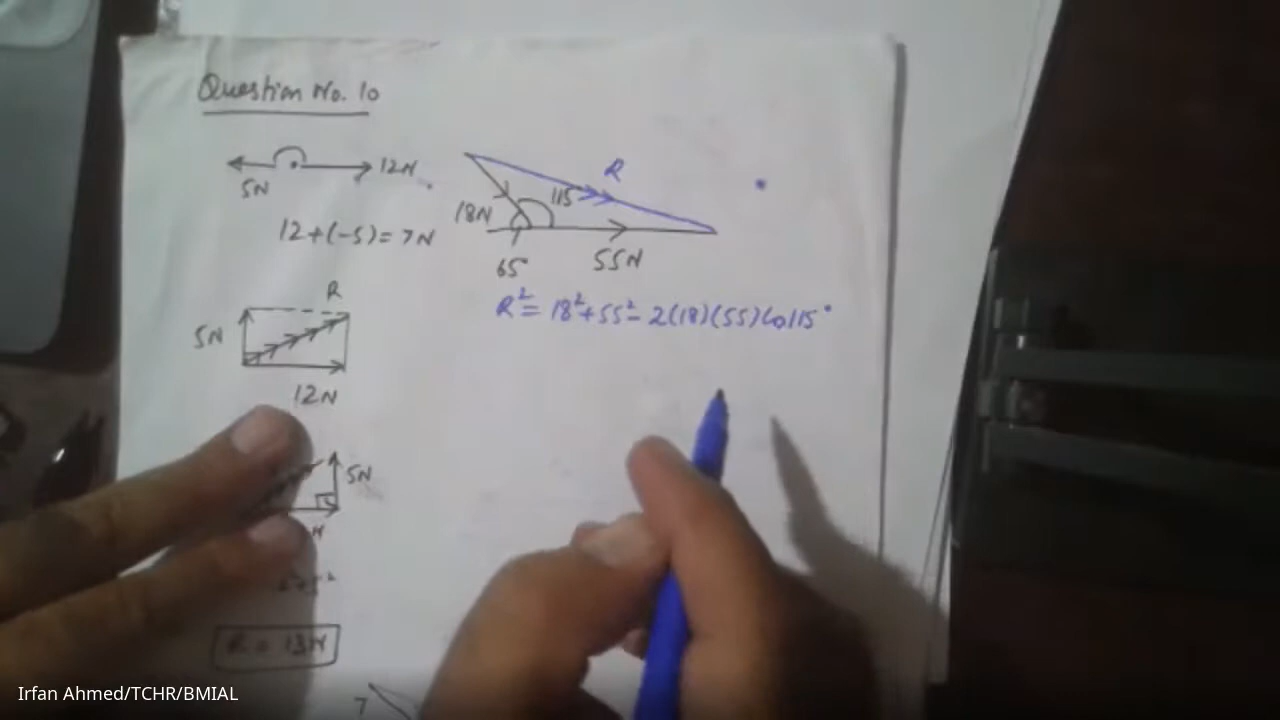 Question No. 10
5N
12N
12+(-5)= 7N
R
5N
12N
5N
R = 13N
7
R
115
18N
65°
55N
R² = 18²+55²- 2(18)(55)Cos115°
Irfan Ahmed/TCHR/BMIAL